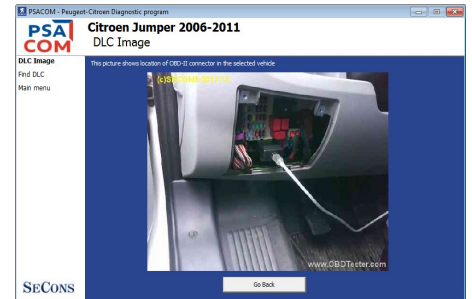 PSACOM - Peugeot-Citroen Diagnostic program
PSA
COM
Citroen Jumper 2006-2011
DLC Image
DLC Image
Find DLC
Main menu
This picture shows location of OBD-II connector in the selected vehicle
www.OBDTester.com
SECONS
Go Back